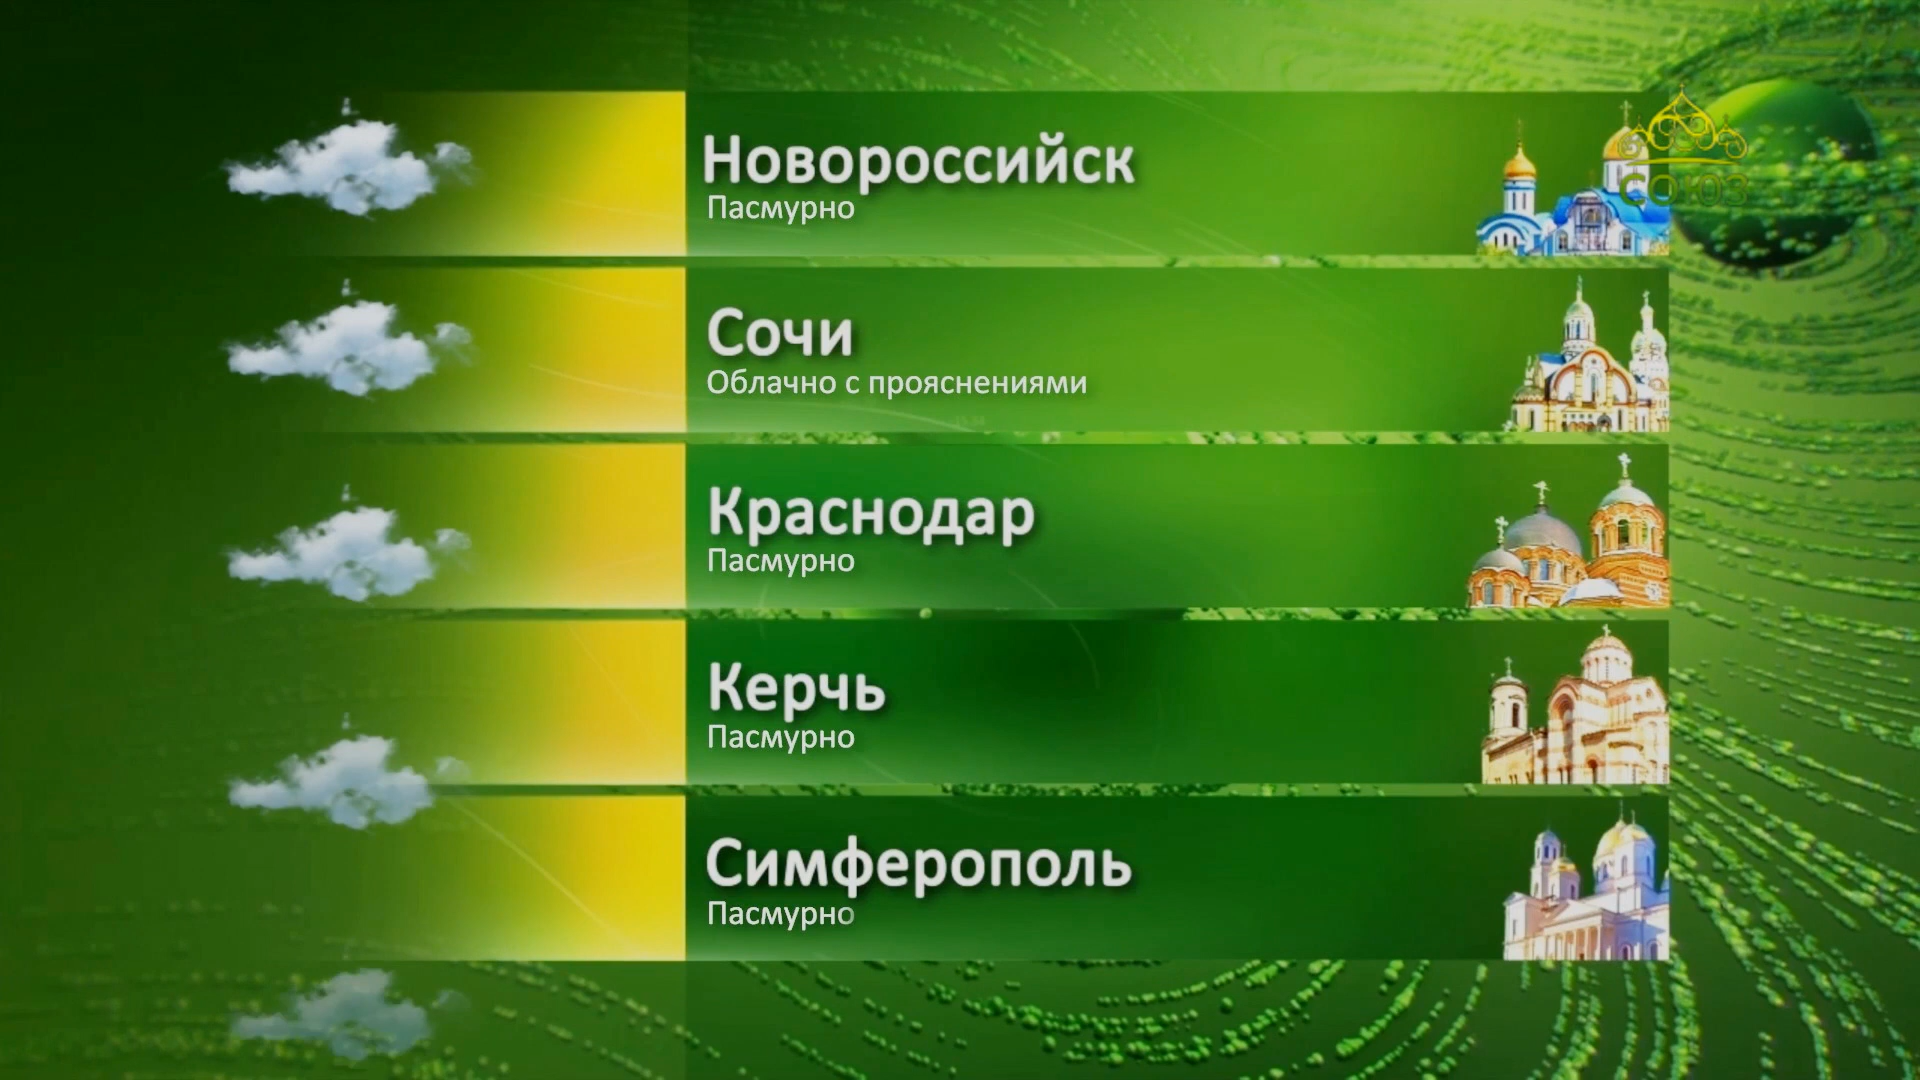 Новороссийск
Пасмурно
СОЮЗ
Сочи
Облачно с прояснениями
Краснодар
Пасмурно
Керчь
Пасмурно
Симферополь
Пасмурно